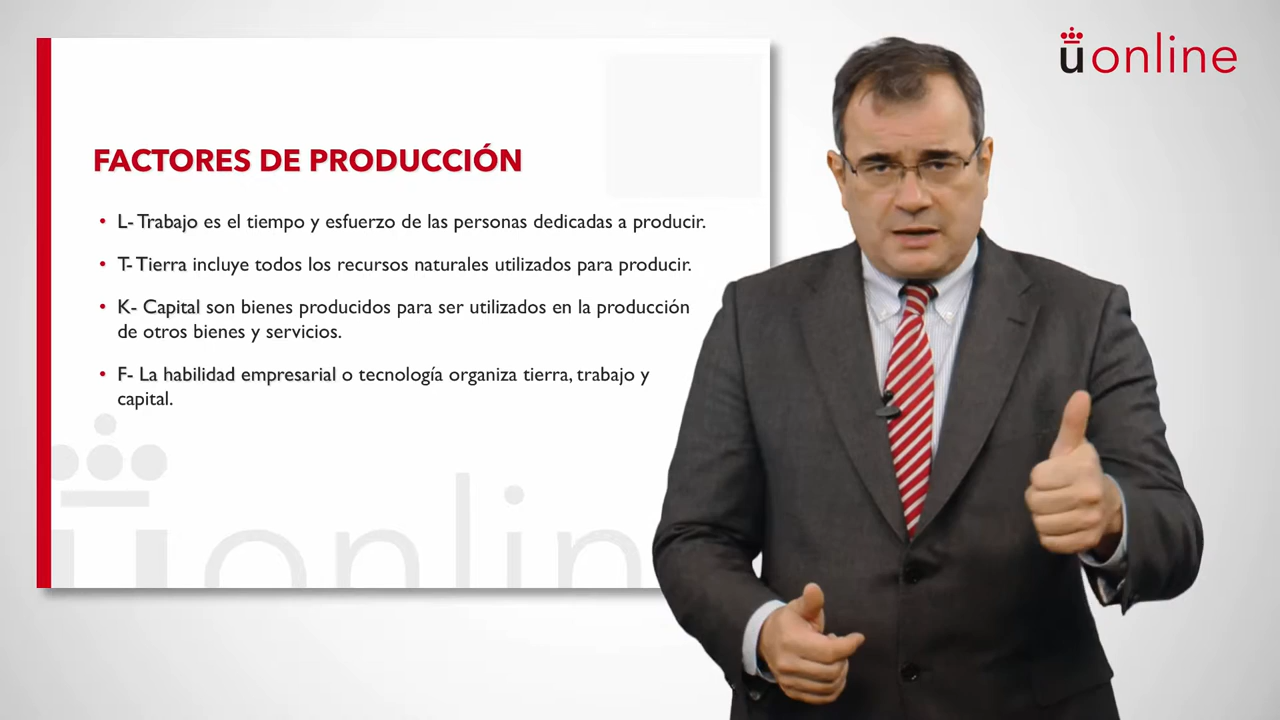 uonline
FACTORES DE PRODUCCIÓN
• L- Trabajo es el tiempo y esfuerzo de las personas dedicadas a producir.
• T- Tierra incluye todos los recursos naturales utilizados para producir.
• K- Capital son bienes producidos para ser utilizados en la producción
de otros bienes y servicios.
• F- La habilidad empresarial o tecnología organiza tierra, trabajo y
capital.
uonlin